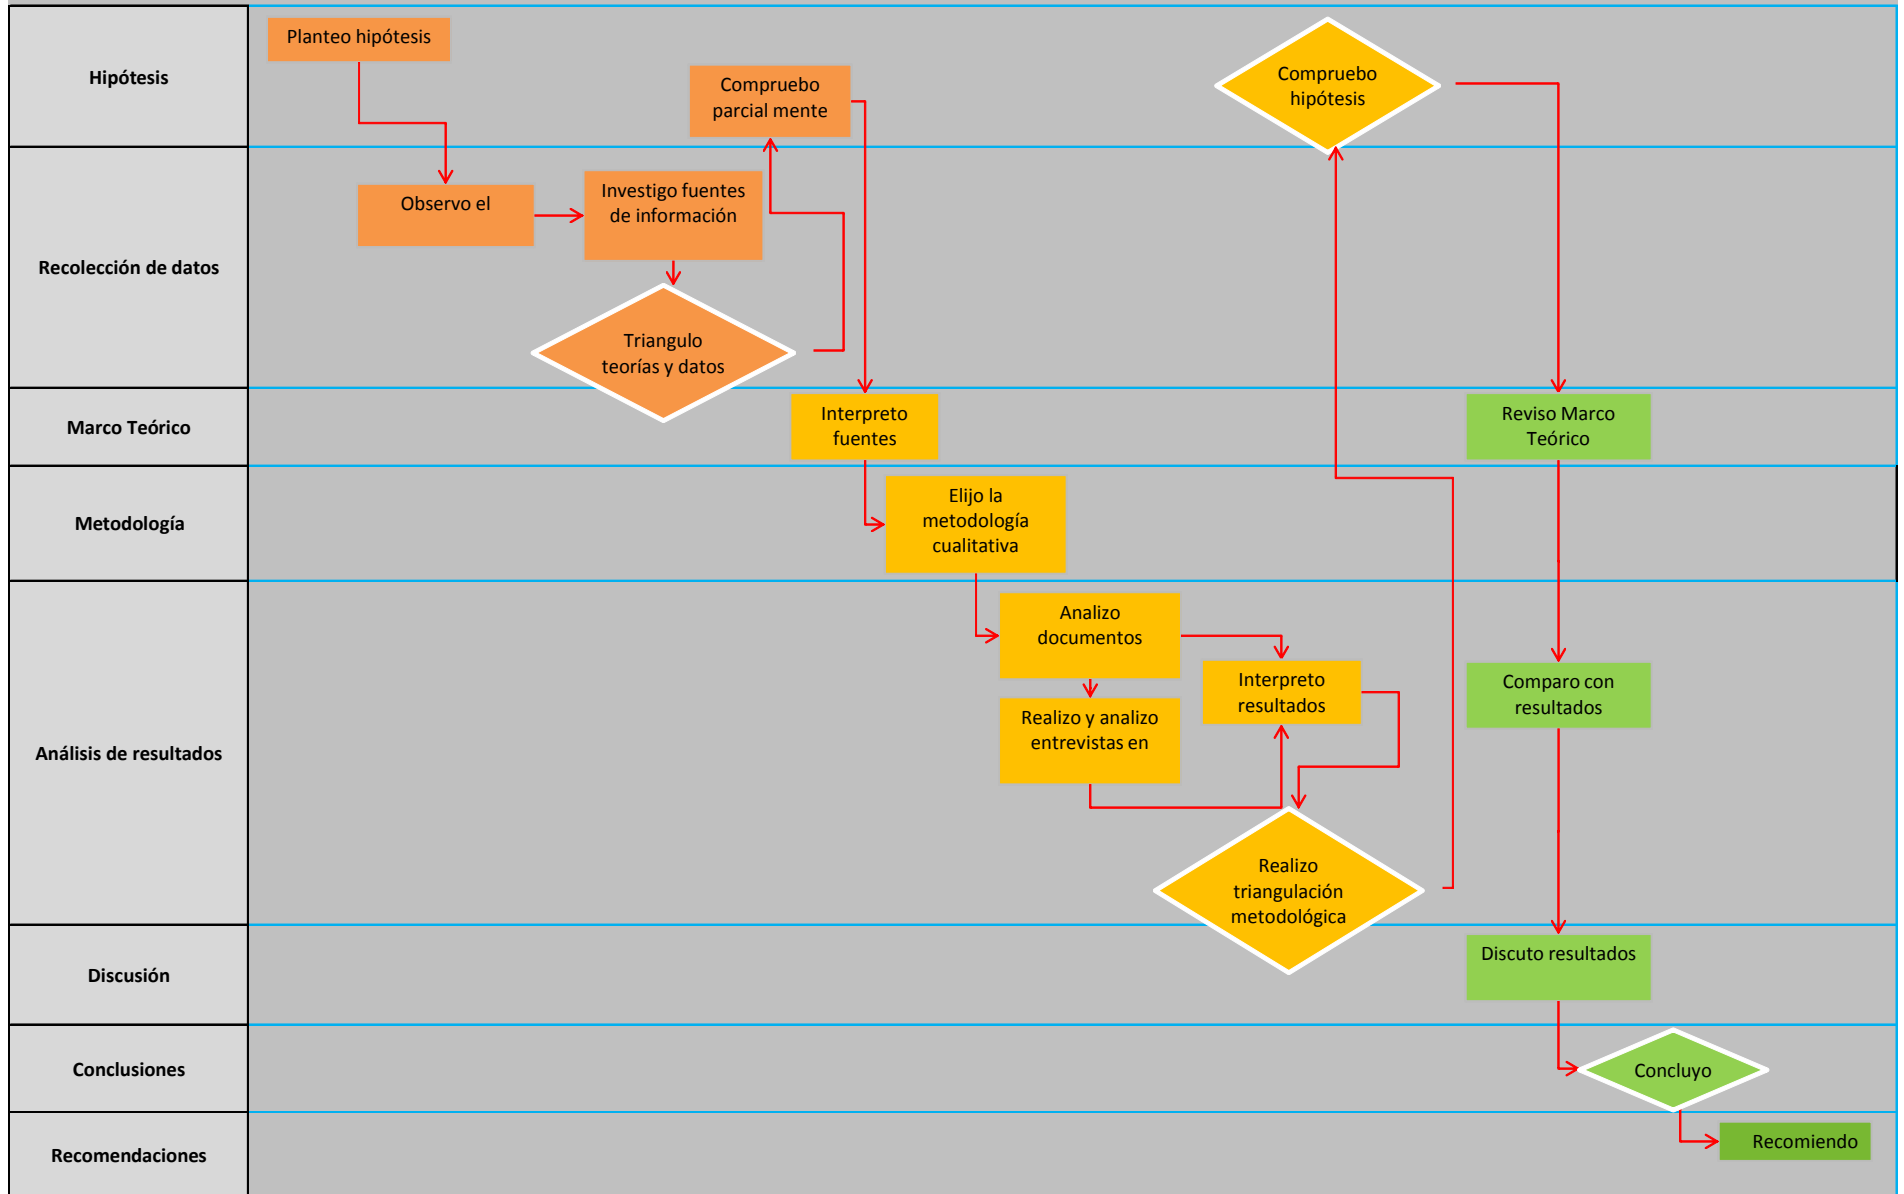 Hipótesis
Planteo hipótesis
Compruebo
parcial mente
Compruebo
hipótesis
Recolección de datos
Observo el
Investigo fuentes
de información
Triangulo
teorías y datos
Marco Teórico
Interpreto
fuentes
Reviso Marco
Teórico
Metodología
Elijo la
metodología
cualitativa
Análisis de resultados
Analizo
documentos
Realizo y analizo
entrevistas en
Interpreto
resultados
Realizo
triangulación
metodológica
Comparo con
resultados
Discusión
Discuto resultados
Conclusiones
Concluyo
Recomendaciones
Recomiendo